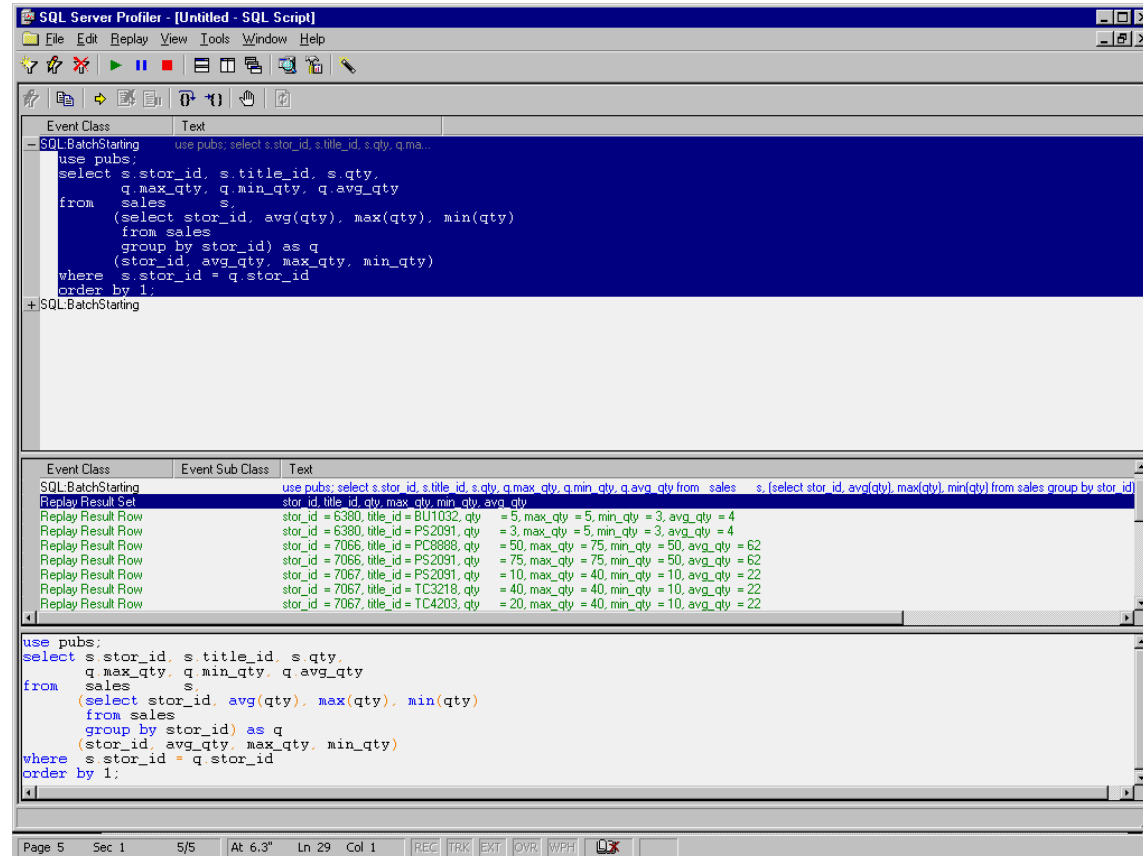 SQL Server Profiler - [Untitled - SQL Script]
File Edit Replay View Tools Window Help
Event Class Text
SQL:BatchStarting use pubs; select s.stor_id, s.title_id, s.qty, q.ma...
use pubs;
select s.stor_id, s.title_id, s.qty,
q.max_qty, q.min_qty, q.avg_qty
from sales s,
(select stor_id, avg(qty), max(qty), min(qty)
from sales
group by stor_id) as q
(stor_id, avg_qty, max_qty, min_qty)
where s.stor_id = q.stor_id
order by 1;
SQL:BatchStarting
Event Class Event Sub Class Text
SQL:BatchStarting use pubs; select s.stor_id, s.title_id, s.qty, q.max_qty, q.min_qty, q.avg_qty from sales s, (select stor_id, avg(qty), max(qty), min(qty) from sales group by stor_id)
Replay Result Set stor_id, title_id, qty, max_qty, min_qty, avg_qty
Replay Result Row stor_id = 6380, title_id = BU1032, qty = 5, max_qty = 5, min_qty = 3, avg_qty = 4
Replay Result Row stor_id = 6380, title_id = PS2091, qty = 3, max_qty = 5, min_qty = 3, avg_qty = 4
Replay Result Row stor_id = 7066, title_id = PC8888, qty = 50, max_qty = 75, min_qty = 50, avg_qty = 62
Replay Result Row stor_id = 7066, title_id = PS2091, qty = 75, max_qty = 75, min_qty = 50, avg_qty = 62
Replay Result Row stor_id = 7067, title_id = PS2091, qty = 10, max_qty = 40, min_qty = 10, avg_qty = 22
Replay Result Row stor_id = 7067, title_id = TC3218, qty = 40, max_qty = 40, min_qty = 10, avg_qty = 22
Replay Result Row stor_id = 7067, title_id = TC4203, qty = 20, max_qty = 40, min_qty = 10, avg_qty = 22
use pubs;
select s.stor_id, s.title_id, s.qty,
q.max_qty, q.min_qty, q.avg_qty
from sales s,
(select stor_id, avg(qty), max(qty), min(qty)
from sales
group by stor_id) as q
(stor_id, avg_qty, max_qty, min_qty)
where s.stor_id = q.stor_id
order by 1;
Page 5 Sec 1 5/5 At 6.3" Ln 29 Col 1 REC TRK EXT OVR WPH